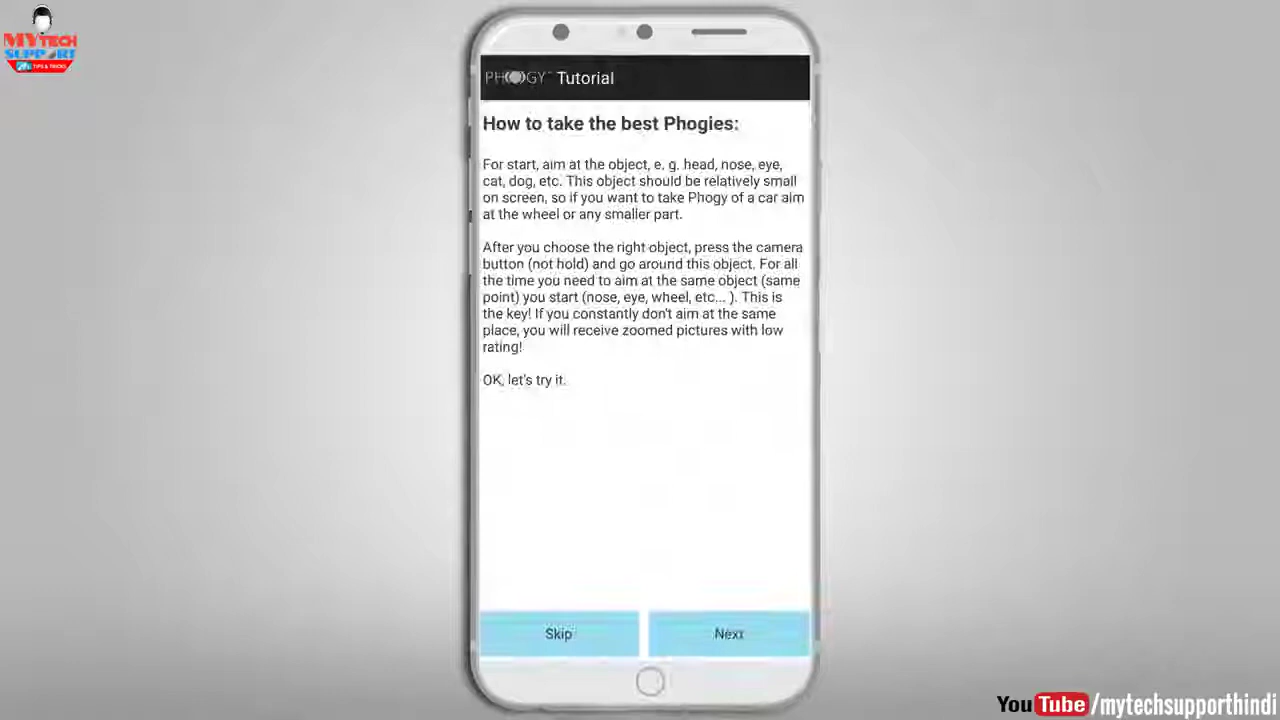 MY TECH
SUPPORT
TIPS & TRICKS
PHOGY Tutorial
How to take the best Phogies:
For start, aim at the object, e. g. head, nose, eye,
cat, dog, etc. This object should be relatively small
on screen, so if you want to take Phogy of a car aim
at the wheel or any smaller part.
After you choose the right object, press the camera
button (not hold) and go around this object. For all
the time you need to aim at the same object (same
point) you start (nose, eye, wheel, etc... ). This is
the key! If you constantly don't aim at the same
place, you will receive zoomed pictures with low
rating!
OK, let's try it.
Skip
Next
YouTube/mytechsupporthindi